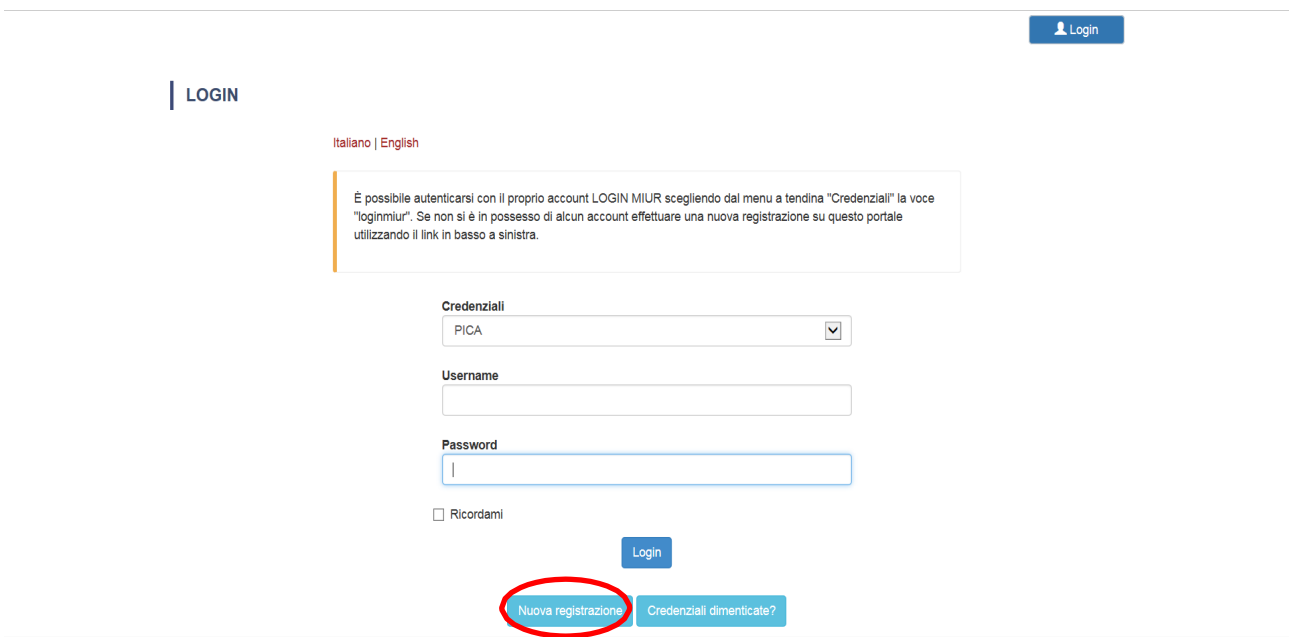 Login
LOGIN
Italiano | English
È possibile autenticarsi con il proprio account LOGIN MIUR scegliendo dal menu a tendina "Credenziali" la voce
"loginmiur". Se non si è in possesso di alcun account effettuare una nuova registrazione su questo portale
utilizzando il link in basso a sinistra.
Credenziali
PICA
Username
Password
Ricordami
Login
Nuova registrazione Credenziali dimenticate?